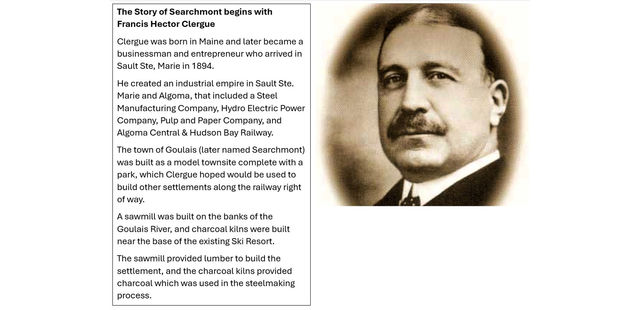 The Story of Searchmont begins with
Francis Hector Clergue
Clergue was born in Maine and later became a
businessman and entrepreneur who arrived in
Sault Ste, Marie in 1894.
He created an industrial empire in Sault Ste.
Marie and Algoma, that included a Steel
Manufacturing Company, Hydro Electric Power
Company, Pulp and Paper Company, and
Algoma Central & Hudson Bay Railway.
The town of Goulais (later named Searchmont)
was built as a model townsite complete with a
park, which Clergue hoped would be used to
build other settlements along the railway right
of way.
A sawmill was built on the banks of the
Goulais River, and charcoal kilns were built
near the base of the existing Ski Resort.
The sawmill provided lumber to build the
settlement, and the charcoal kilns provided
charcoal which was used in the steelmaking
process.